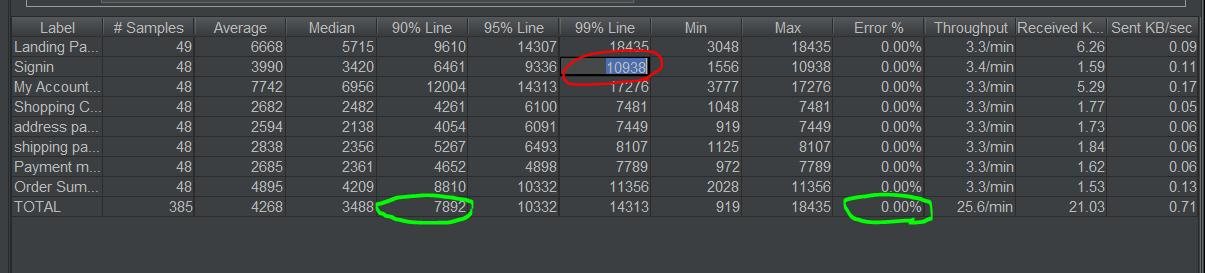 Label # Samples Average Median 90% Line 95% Line 99% Line Min Max Error % Throughput Received K... Sent KB/sec
Landing Pa... 49 6668 5715 9610 14307 18435 3048 18435 0.00% 3.3/min 6.26 0.09
Signin 48 3990 3420 6461 9336 10938 1556 10938 0.00% 3.4/min 1.59 0.11
My Account... 48 7742 6956 12004 14313 17276 3777 17276 0.00% 3.3/min 5.29 0.17
Shopping C... 48 2682 2482 4261 6100 7481 1048 7481 0.00% 3.3/min 1.77 0.05
address pa... 48 2594 2138 4054 6091 7449 919 7449 0.00% 3.3/min 1.73 0.06
shipping pa... 48 2838 2356 5267 6493 8107 1125 8107 0.00% 3.3/min 1.84 0.06
Payment m... 48 2685 2361 4652 4898 7789 972 7789 0.00% 3.3/min 1.62 0.06
Order Sum... 48 4895 4209 8810 10332 11356 2028 11356 0.00% 3.3/min 1.53 0.13
TOTAL 385 4268 3488 7892 10332 14313 919 18435 0.00% 25.6/min 21.03 0.71